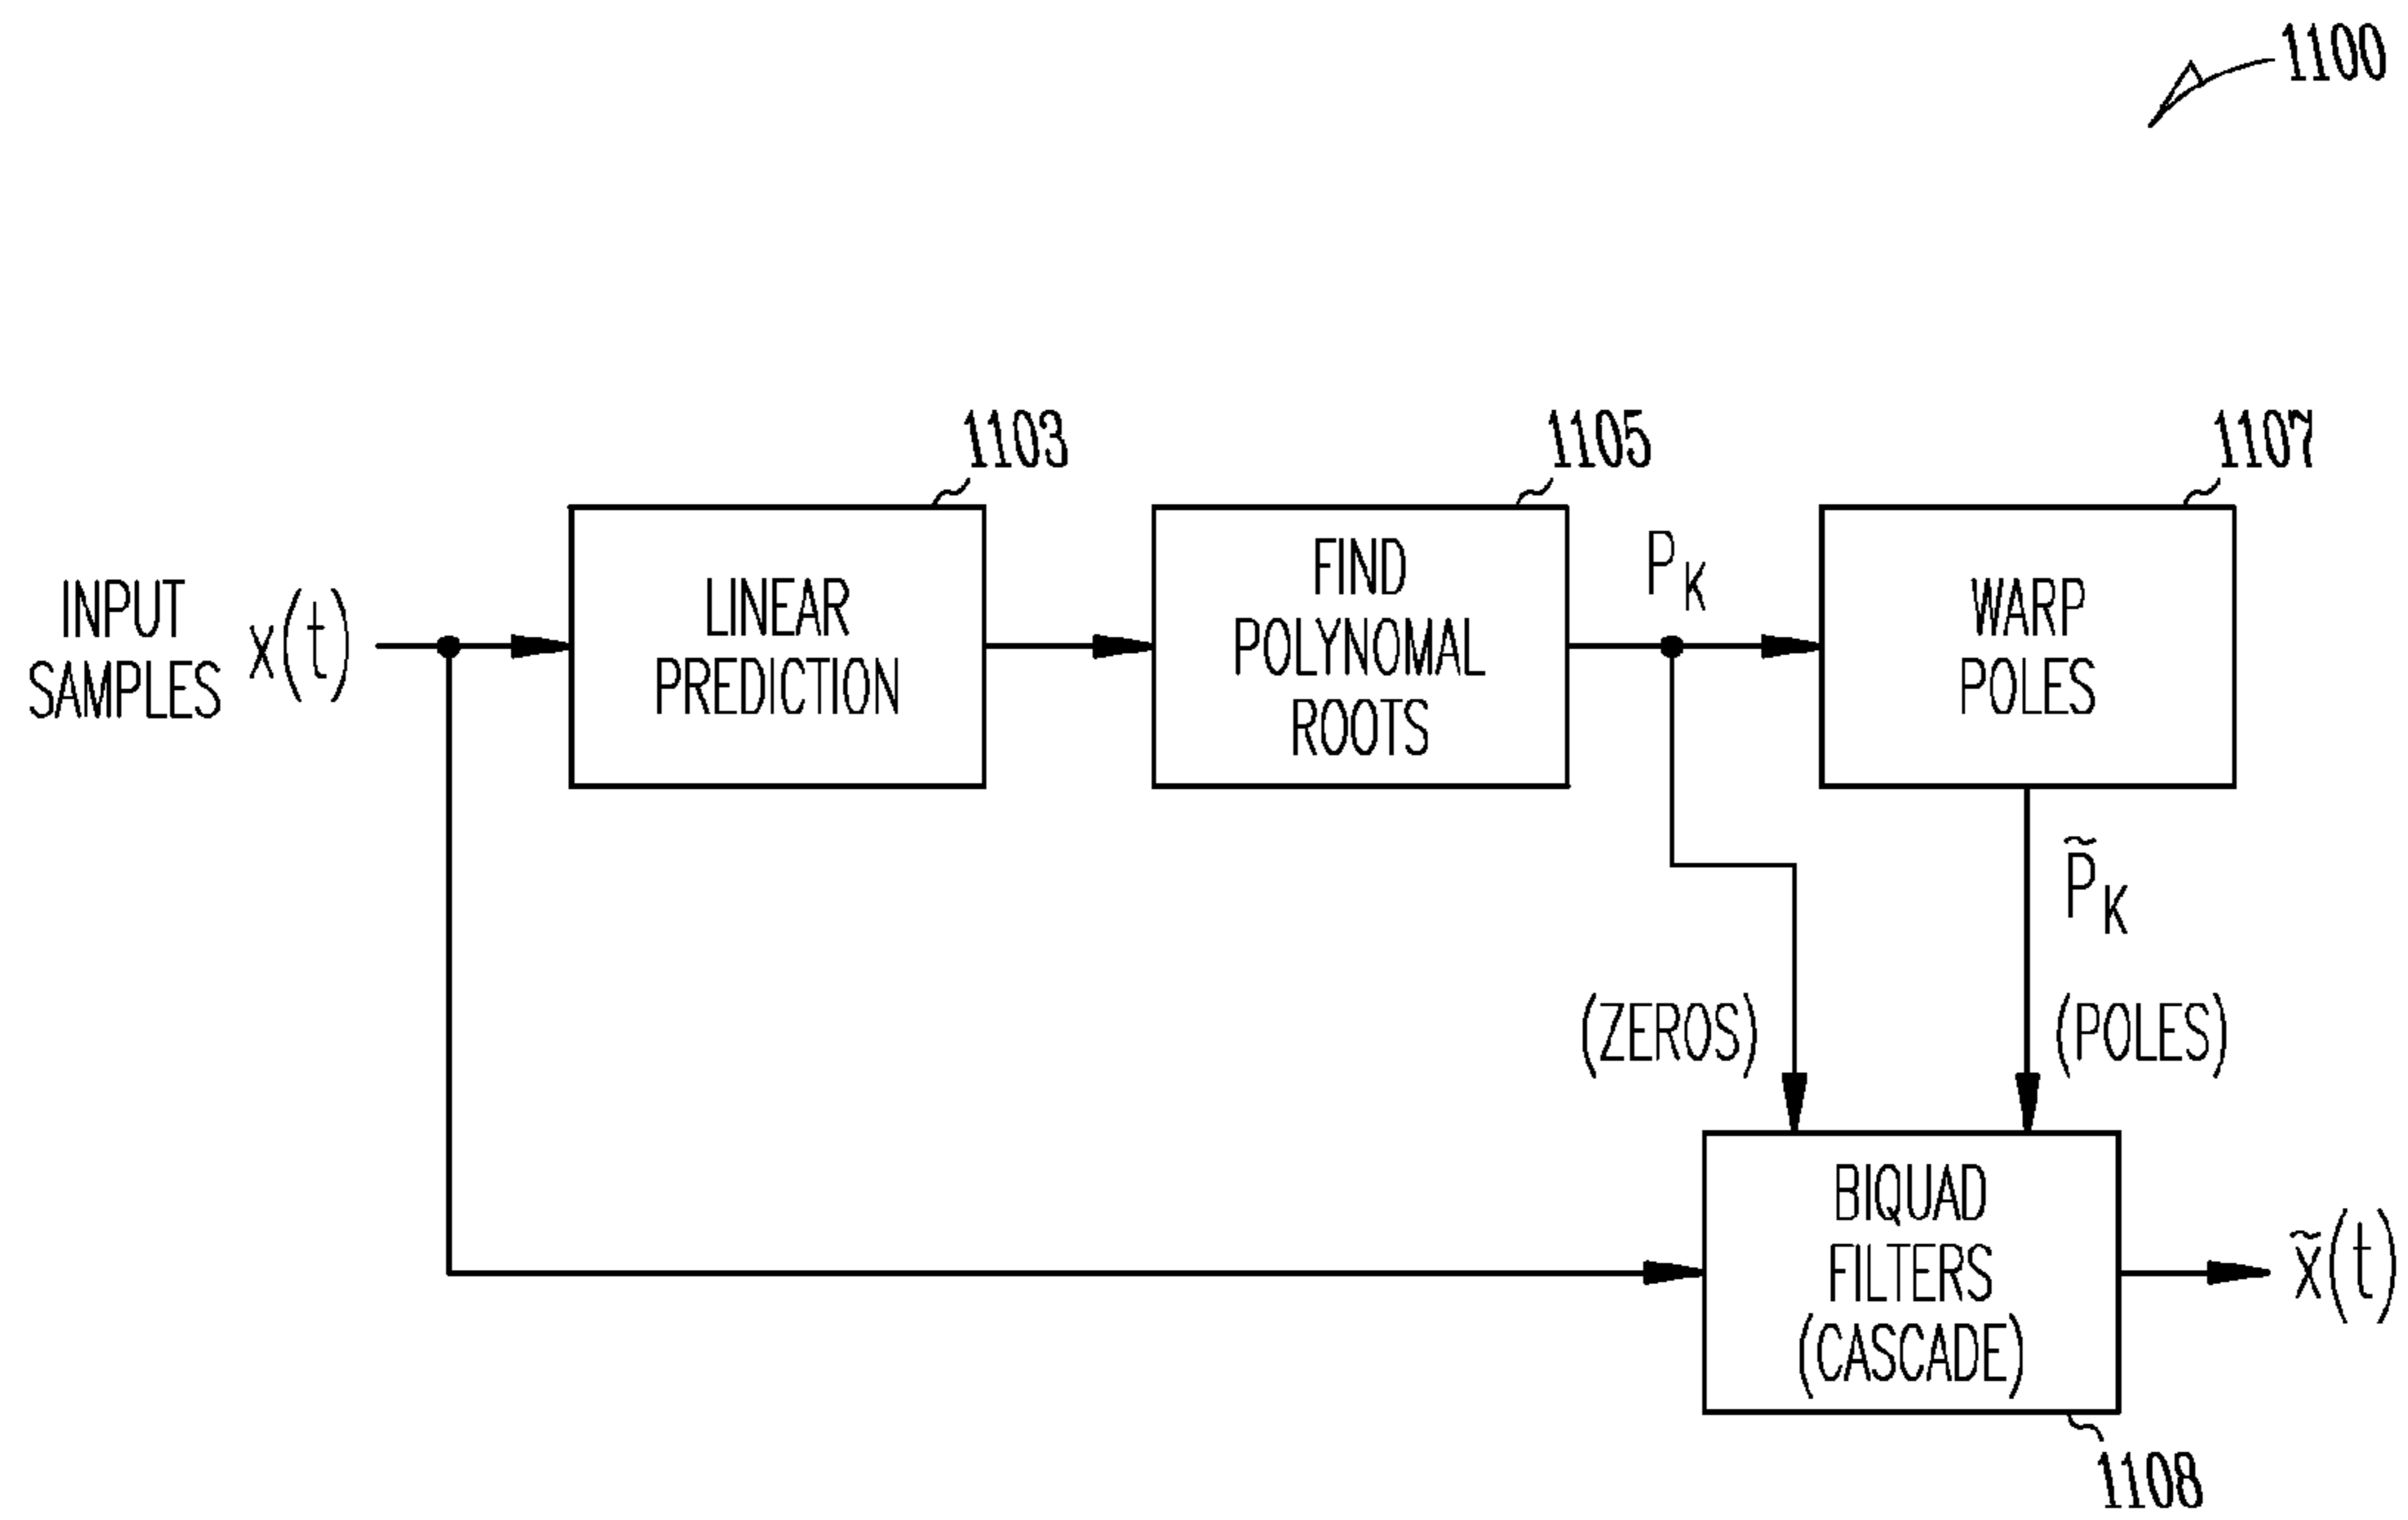 1100
1103
1105
1107
INPUT
SAMPLES
x(t)
LINEAR
PREDICTION
FIND
POLYNOMAL
ROOTS
P_K
WARP
POLES
P̃_K
(ZEROS)
(POLES)
BIQUAD
FILTERS
(CASCADE)
x̃(t)
1108